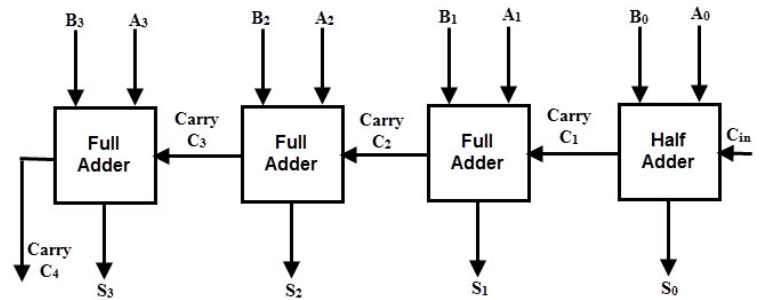 B₃ A₃ B₂ A₂ B₁ A₁ B₀ A₀
Carry Carry Carry
C₃ C₂ C₁ Cin
Full Full Full Half
Adder Adder Adder Adder
Carry
C₄
S₃ S₂ S₁ S₀